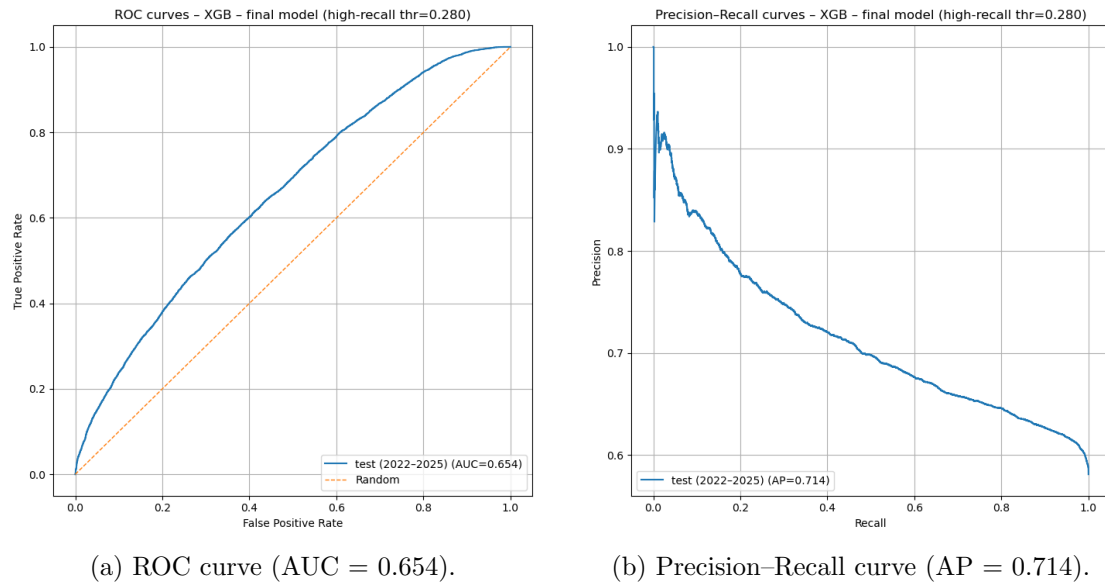 ROC curves – XGB – final model (high-recall thr=0.280)
1.0
0.8
0.6
0.4
0.2
0.0
True Positive Rate
0.0 0.2 0.4 0.6 0.8 1.0
False Positive Rate
test (2022–2025) (AUC=0.654)
Random
(a) ROC curve (AUC = 0.654).
Precision–Recall curves – XGB – final model (high-recall thr=0.280)
1.0
0.9
0.8
0.7
0.6
Precision
0.0 0.2 0.4 0.6 0.8 1.0
Recall
test (2022–2025) (AP=0.714)
(b) Precision–Recall curve (AP = 0.714).